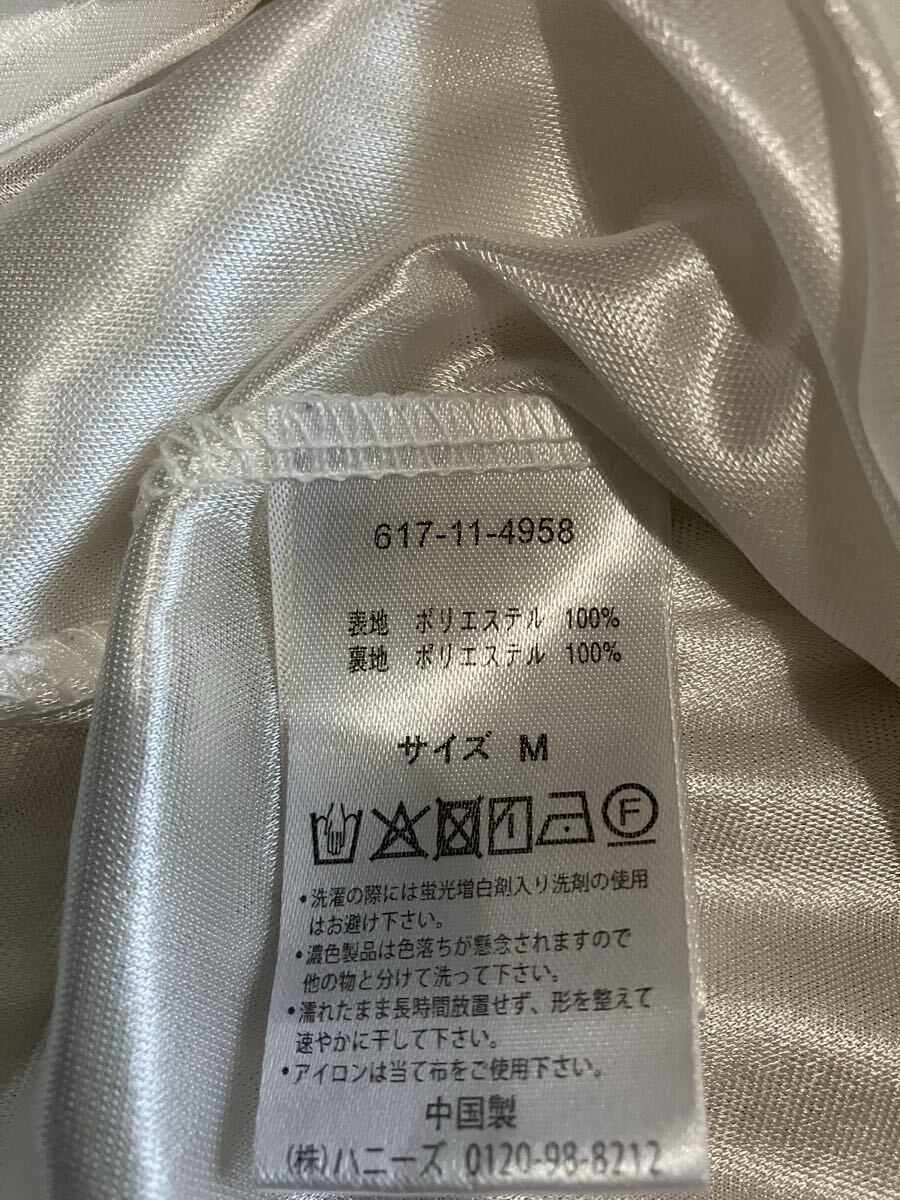 617-11-4958
表地 ポリエステル 100%
裏地 ポリエステル 100%
サイズ M
F
•洗濯の際には蛍光増白剤入り洗剤の使用
はお避け下さい。
•濃色製品は色落ちが懸念されますので
他の物と分けて洗って下さい。
•濡れたまま長時間放置せず、形を整えて
速やかに干して下さい。
•アイロンは当て布をご使用下さい。
中国製
(株)ハニーズ 0120-98-8212